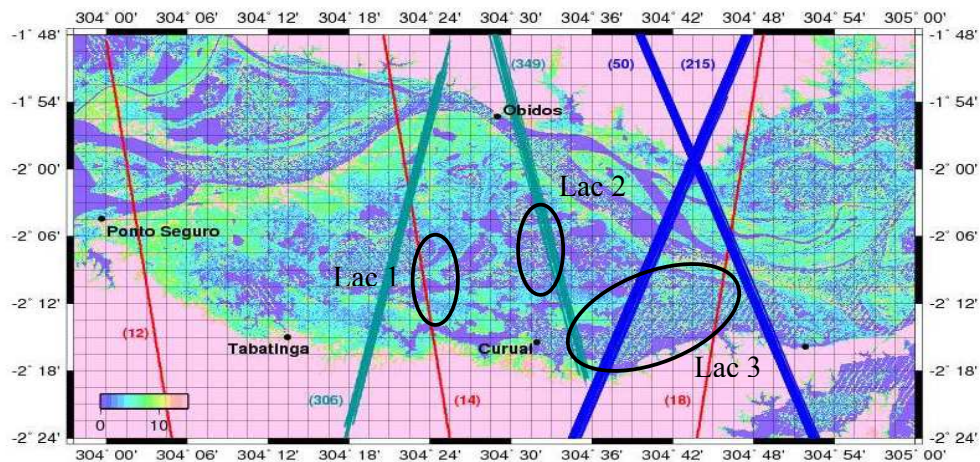 304° 00' 304° 12' 304° 18' 304° 24' 304° 30' 304° 36' 304° 42' 304° 48' 304° 54' 305° 00'
-1° 48' -1° 48'
(349) (50) (215)
-1° 54' -1° 54'
Obidos
-2° 00' -2° 00'
Lac 2
-2° 06' -2° 06'
Ponto Seguro
Lac 1
-2° 12' -2° 12'
(12)
Tabatinga Curuai
-2° 18' -2° 18'
Lac 3
(306) (14) (18)
0 10
-2° 24' -2° 24'
304° 00' 304° 06' 304° 12' 304° 18' 304° 24' 304° 30' 304° 36' 304° 42' 304° 48' 304° 54' 305° 00'